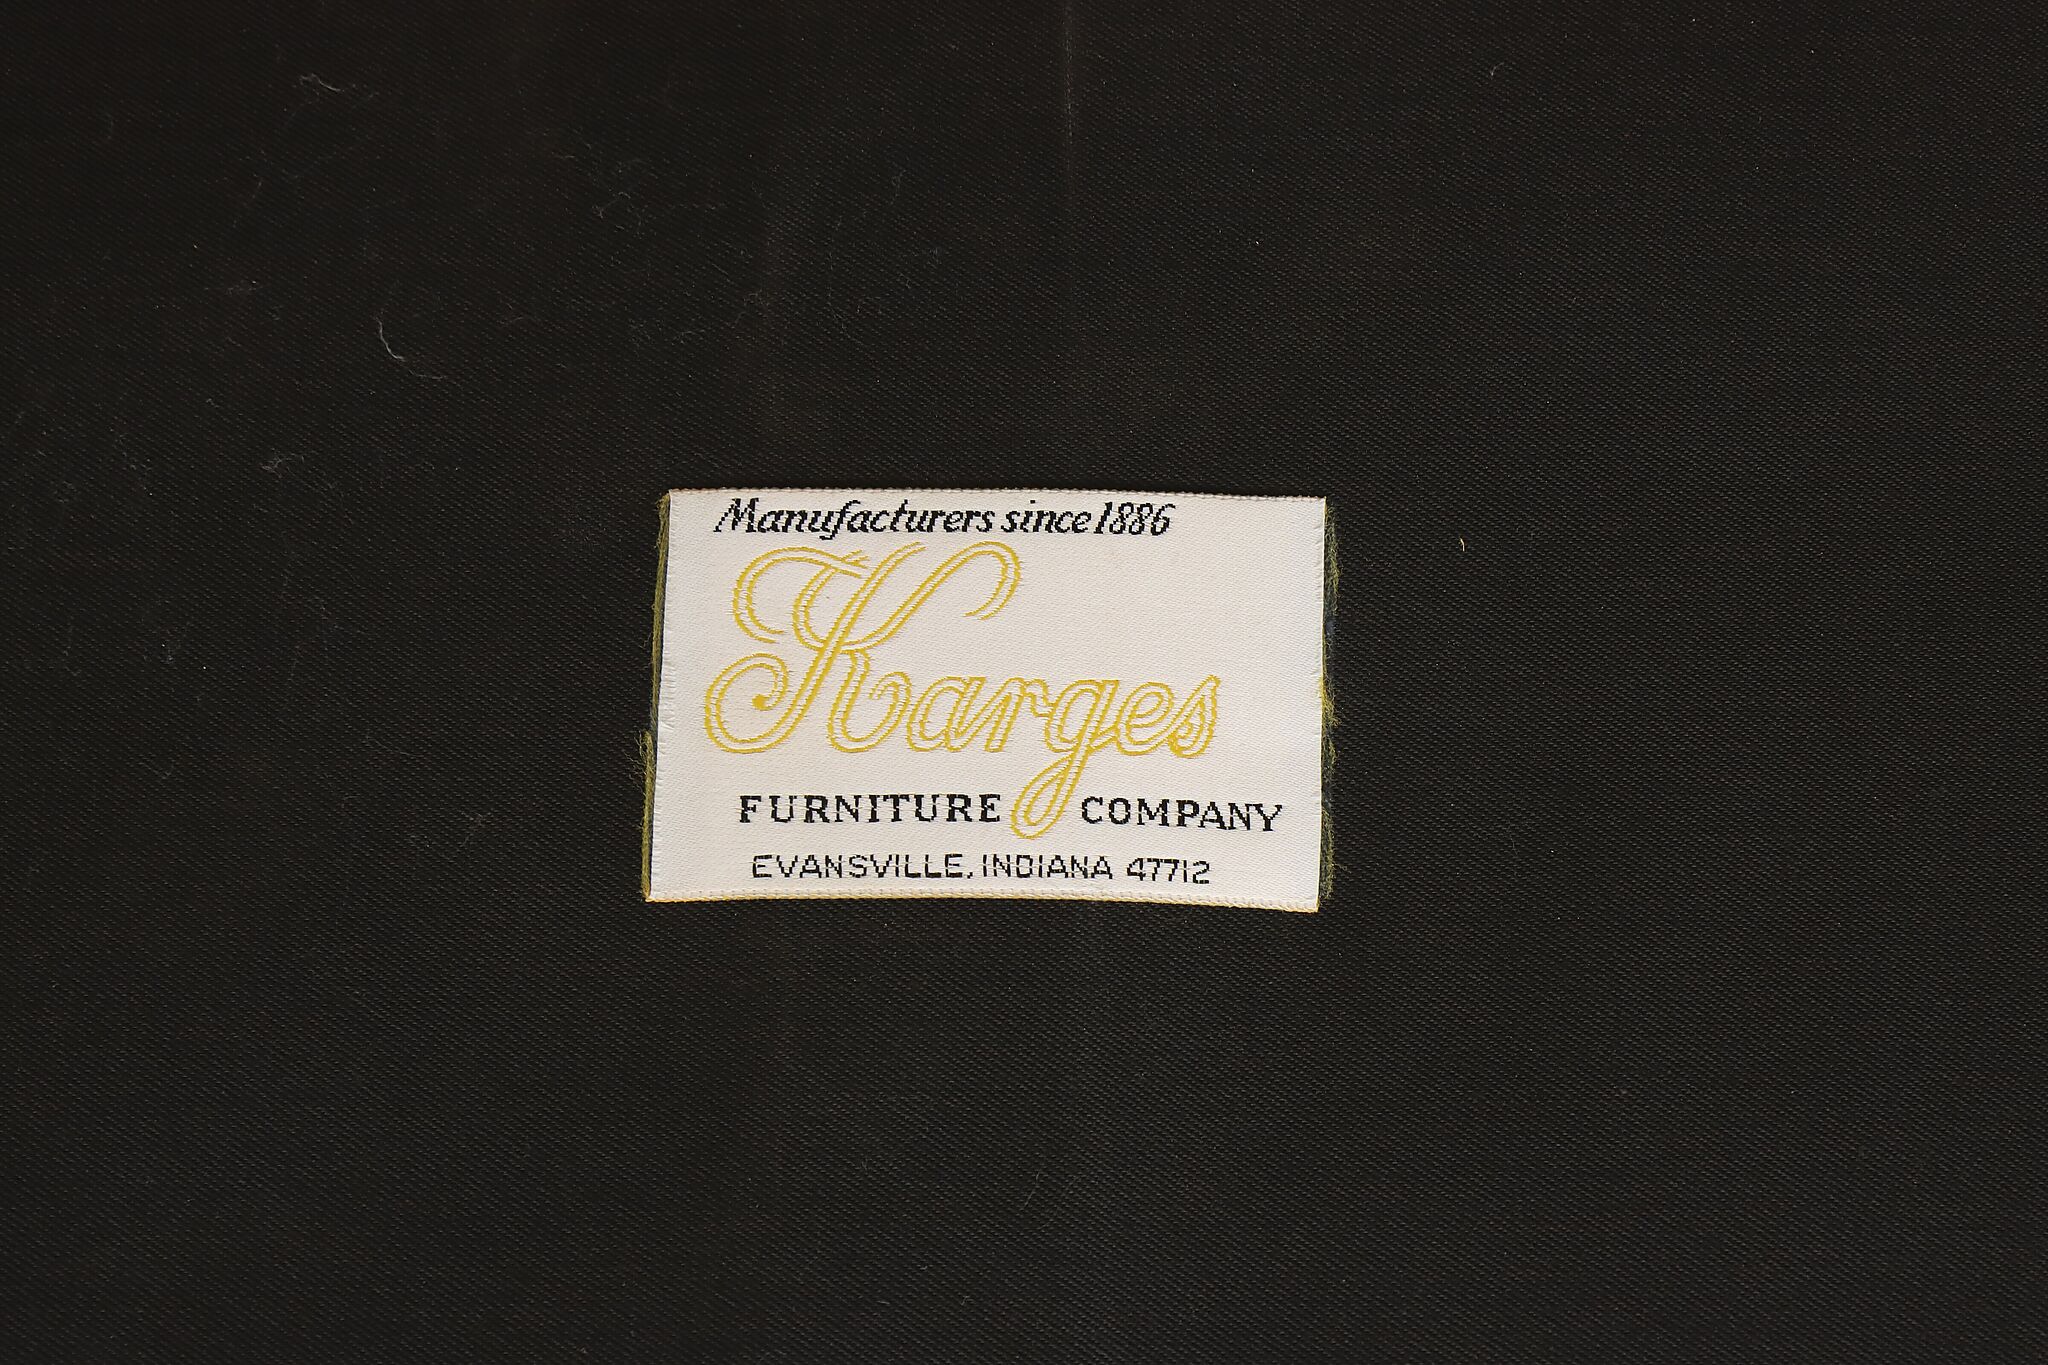 Manufacturers since 1886
Karges
FURNITURE COMPANY
EVANSVILLE, INDIANA 47712